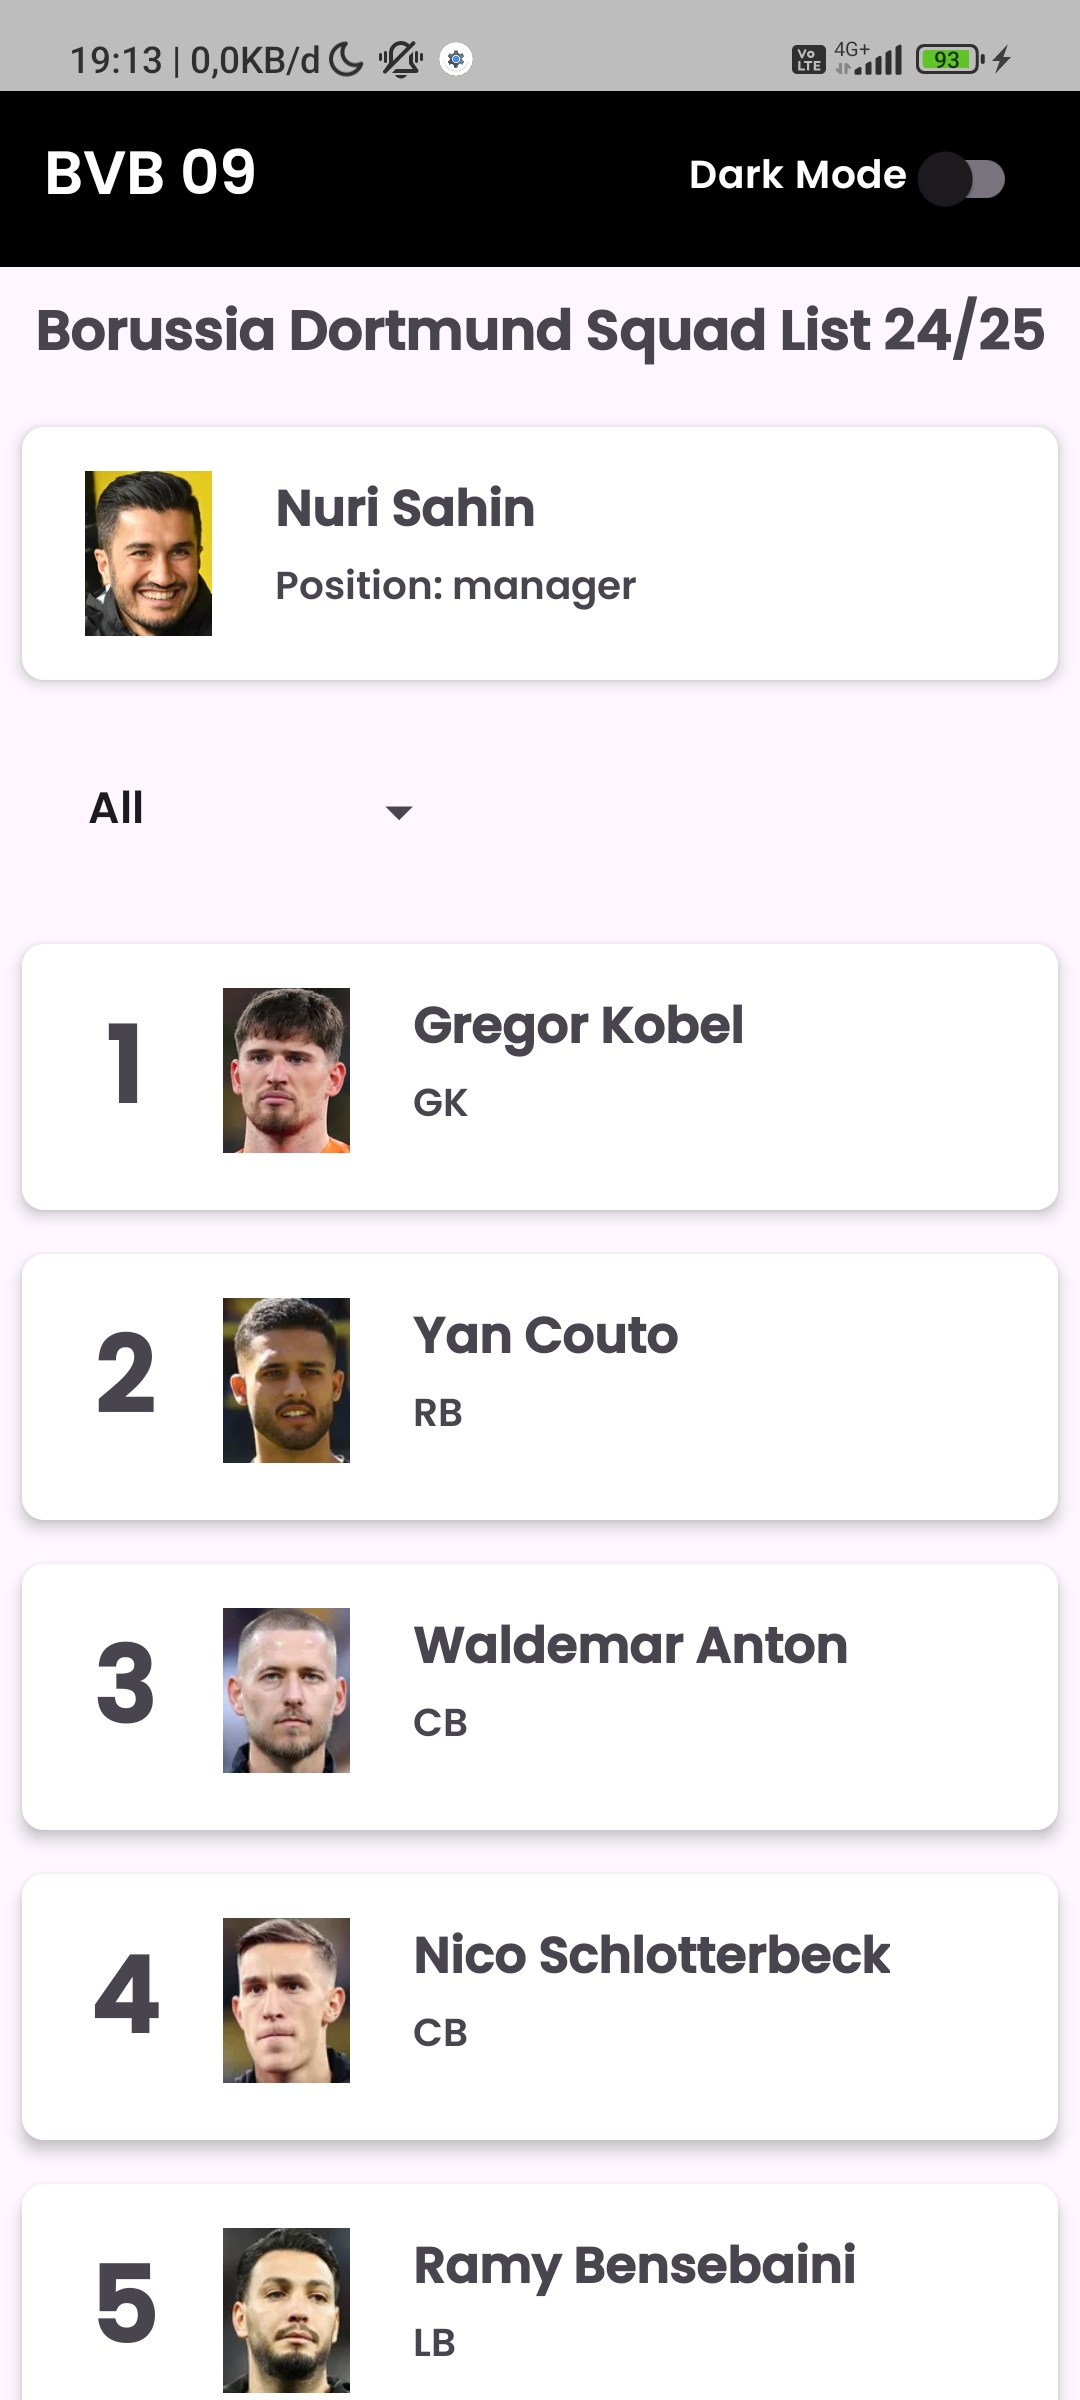 19:13 | 0,0KB/d
Vo LTE 4G+ 93
BVB 09
Dark Mode
Borussia Dortmund Squad List 24/25
Nuri Sahin
Position: manager
All
1
Gregor Kobel
GK
2
Yan Couto
RB
3
Waldemar Anton
CB
4
Nico Schlotterbeck
CB
5
Ramy Bensebaini
LB